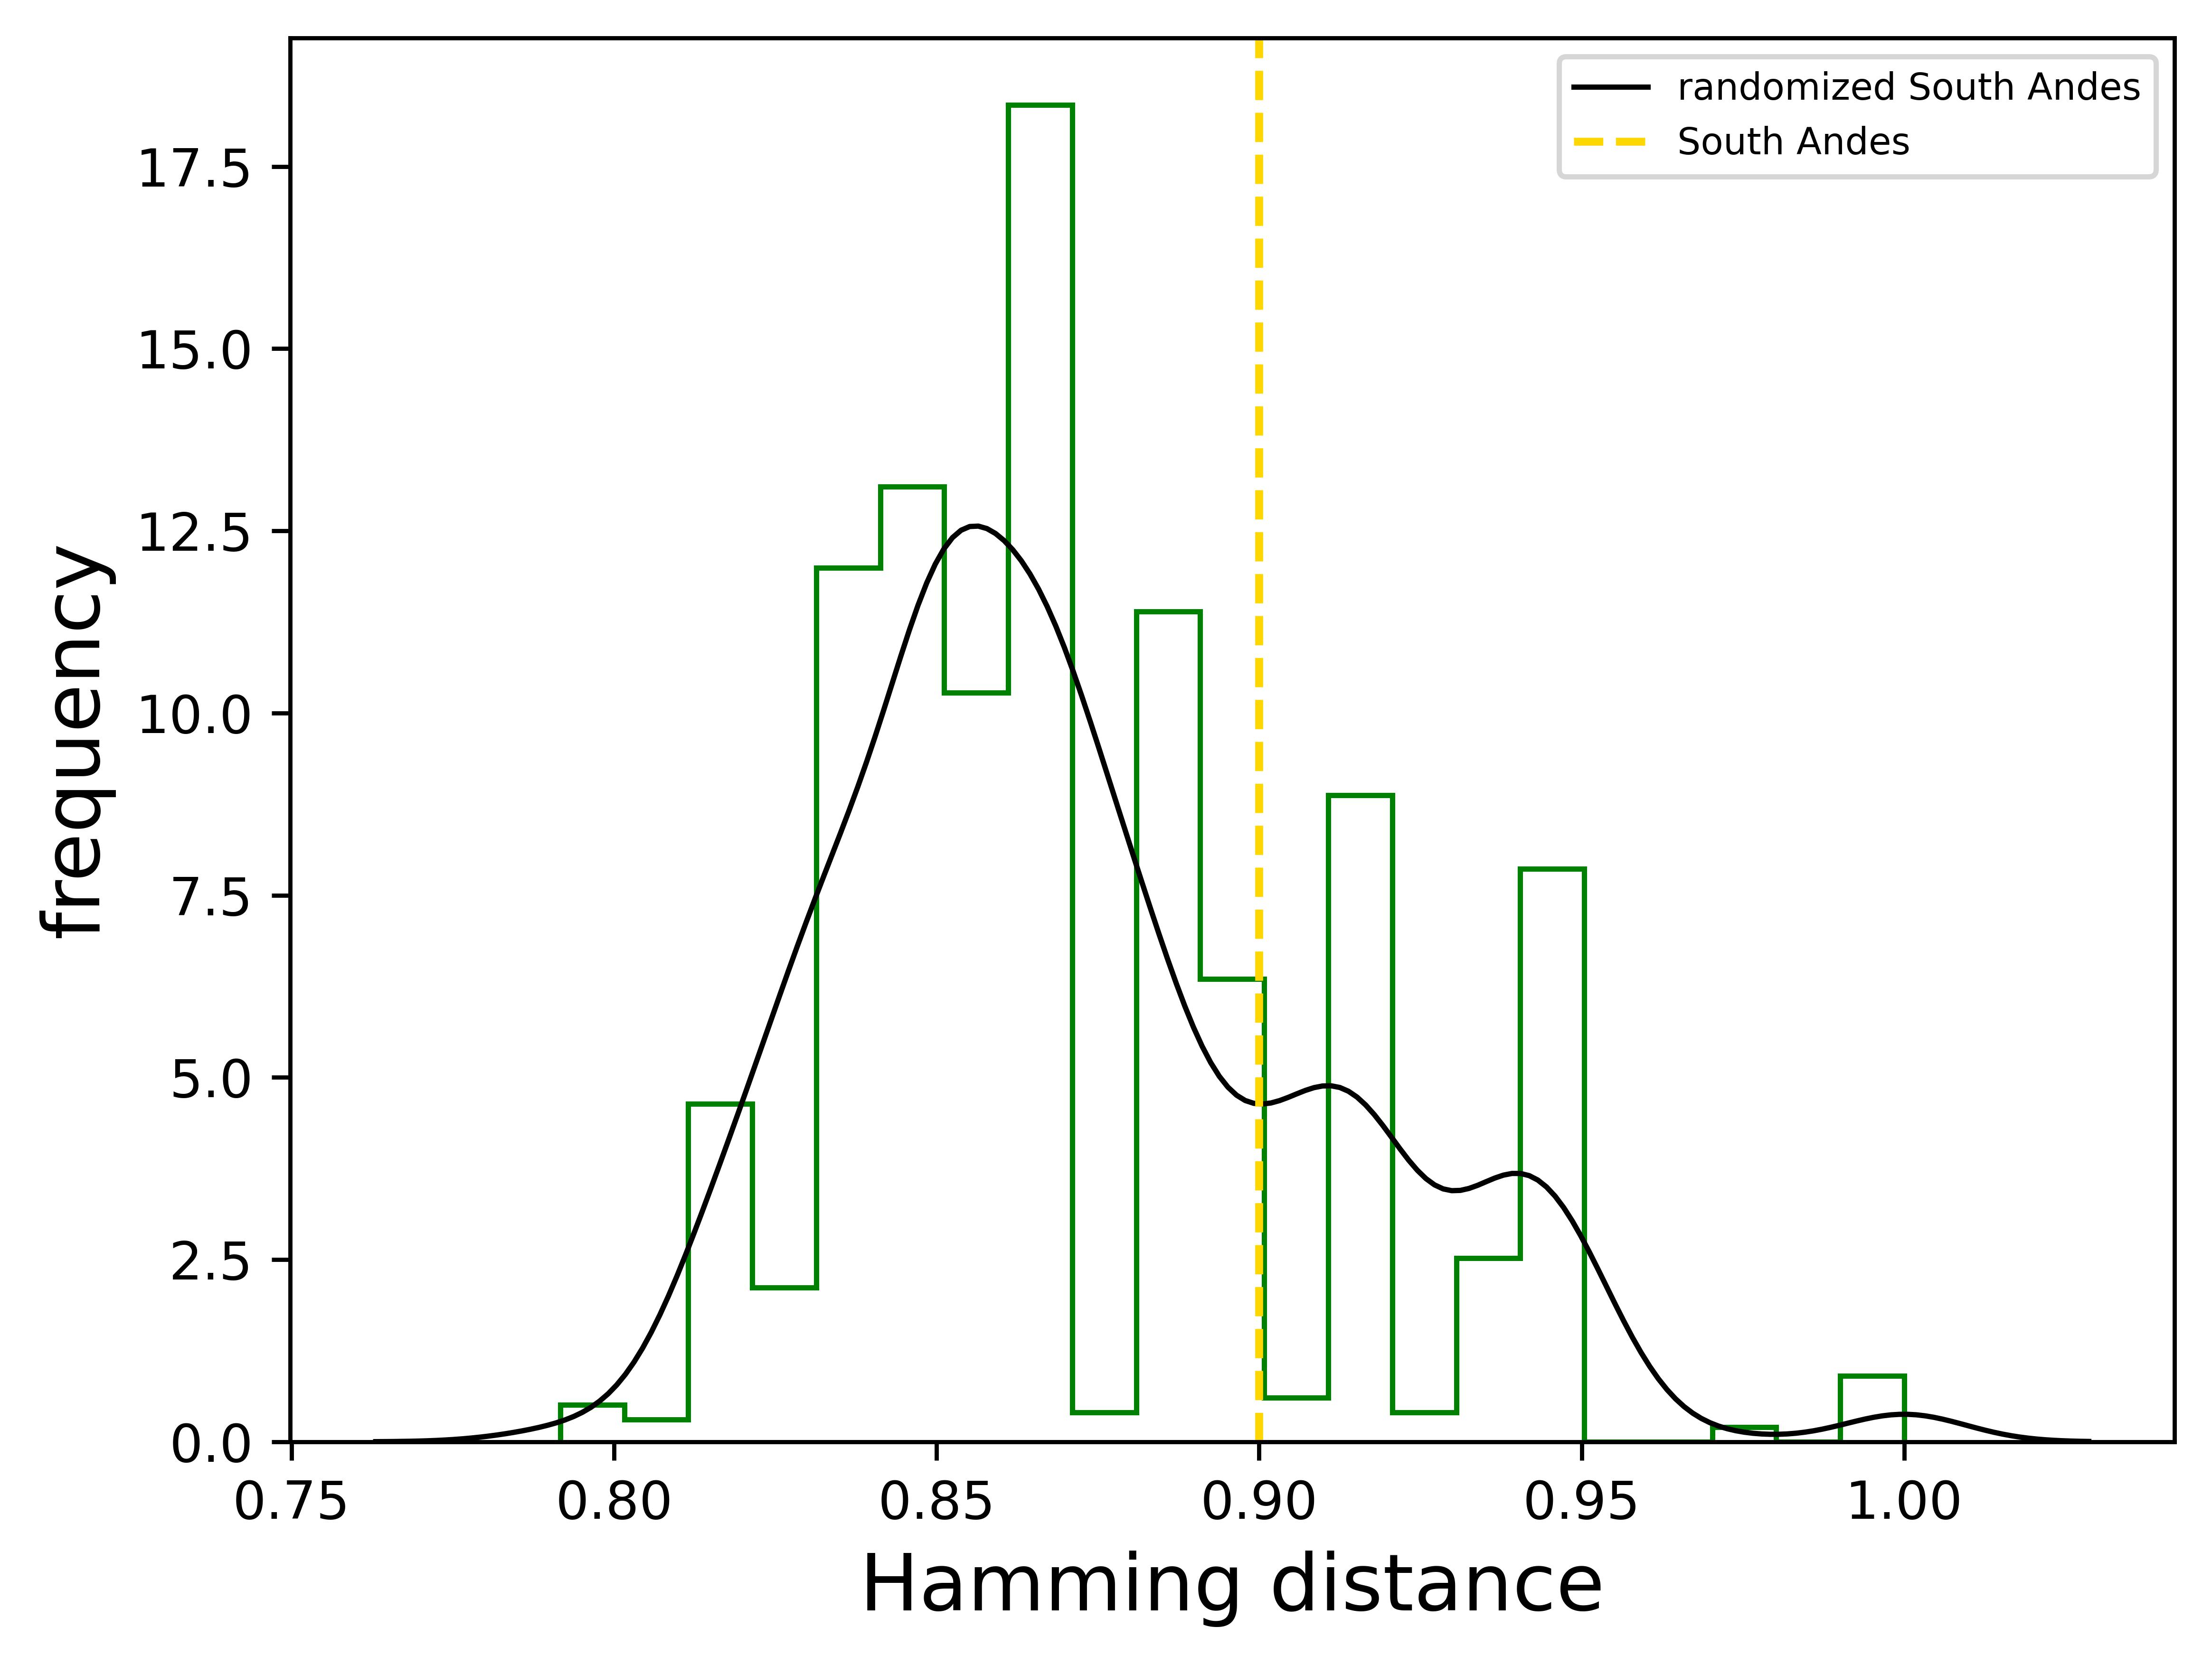 randomized South Andes
South Andes
frequency
17.5
15.0
12.5
10.0
7.5
5.0
2.5
0.0
0.75 0.80 0.85 0.90 0.95 1.00
Hamming distance